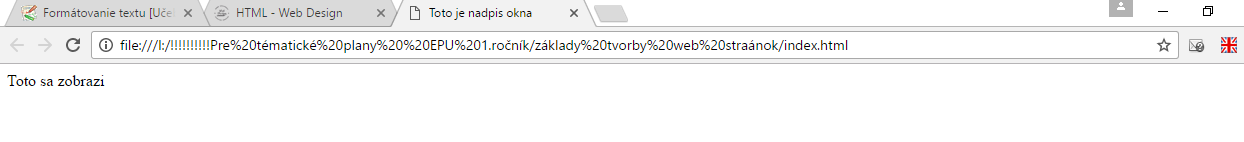 Formátovanie textu [Uče
HTML - Web Design
Toto je nadpis okna
file:///I:/!!!!!!!!!!Pre%20tématické%20plany%20%20EPU%201.ročník/základy%20tvorby%20web%20straánok/index.html
Toto sa zobrazi